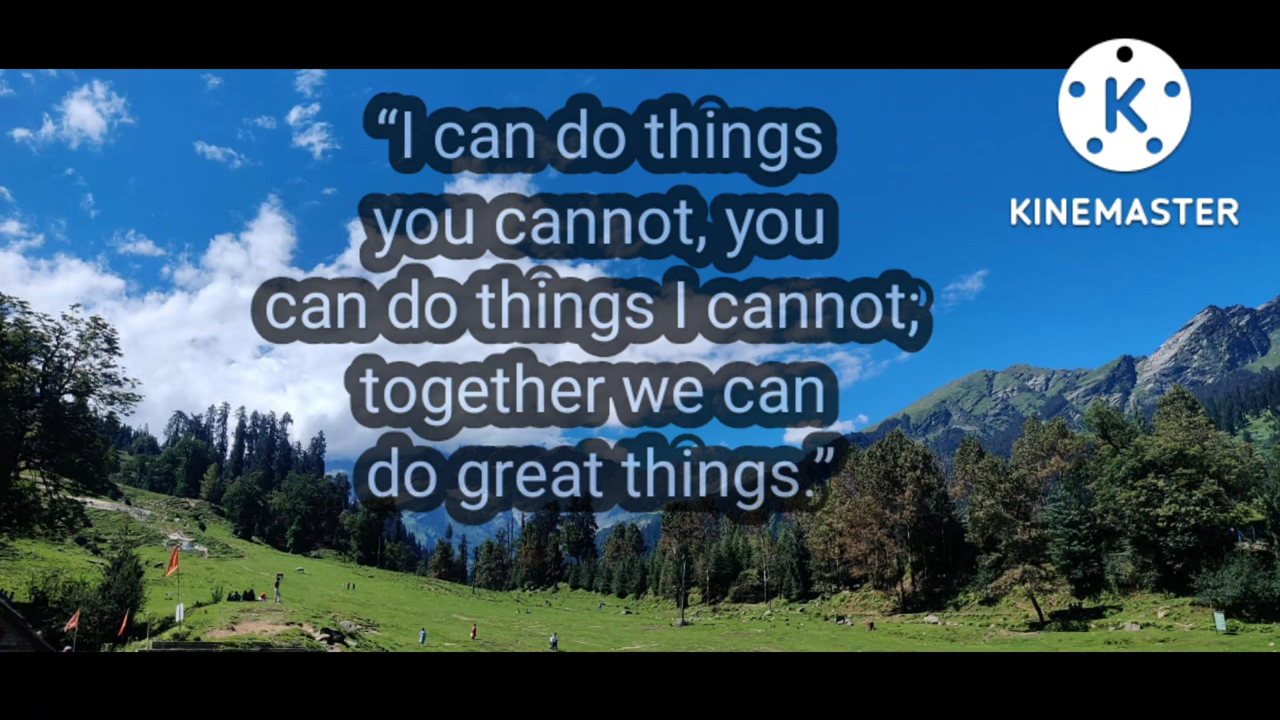 “I can do things
you cannot, you
can do things I cannot;
together we can
do great things.”
K
KINEMASTER